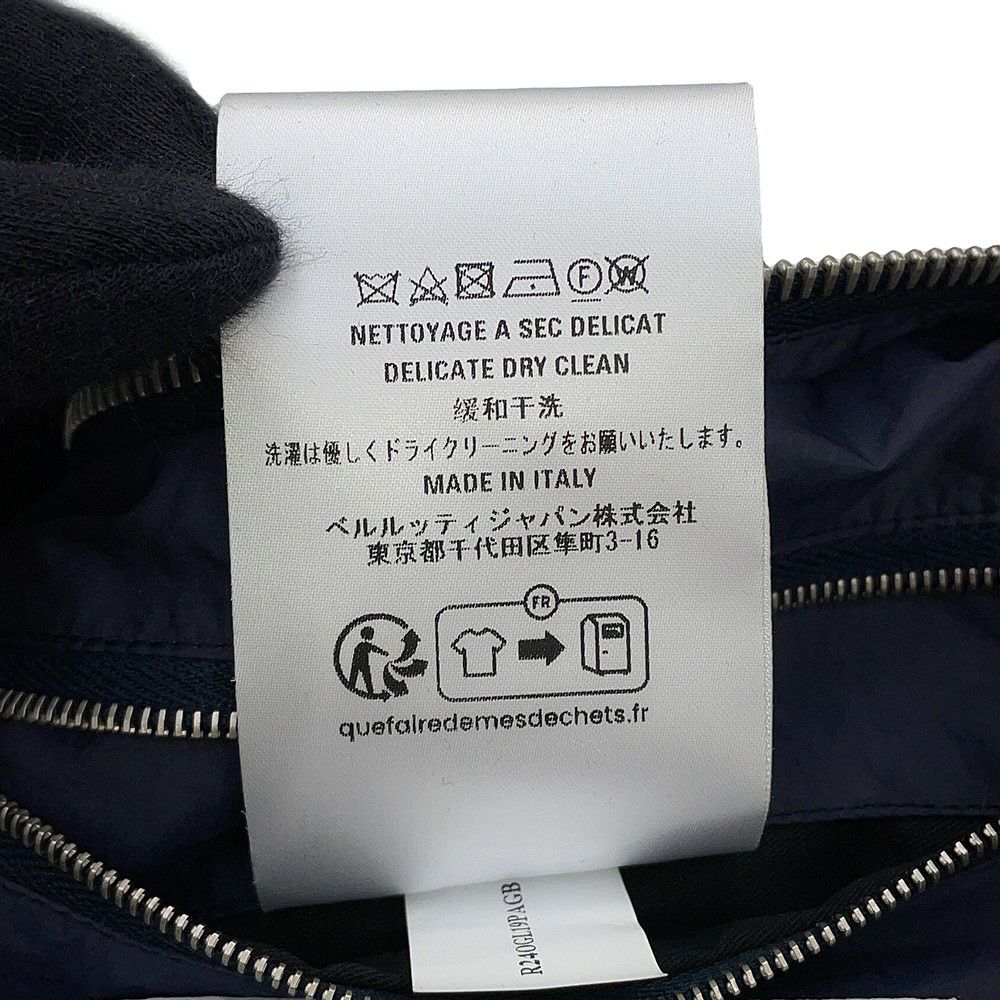 F W
NETTOYAGE A SEC DELICAT
DELICATE DRY CLEAN
缓和干洗
洗濯は優しくドライクリーニングをお願いいたします。
MADE IN ITALY
ベルルッティジャパン株式会社
東京都千代田区隼町3-16
FR
quefairedemesdechets.fr
R240GL19PAGB